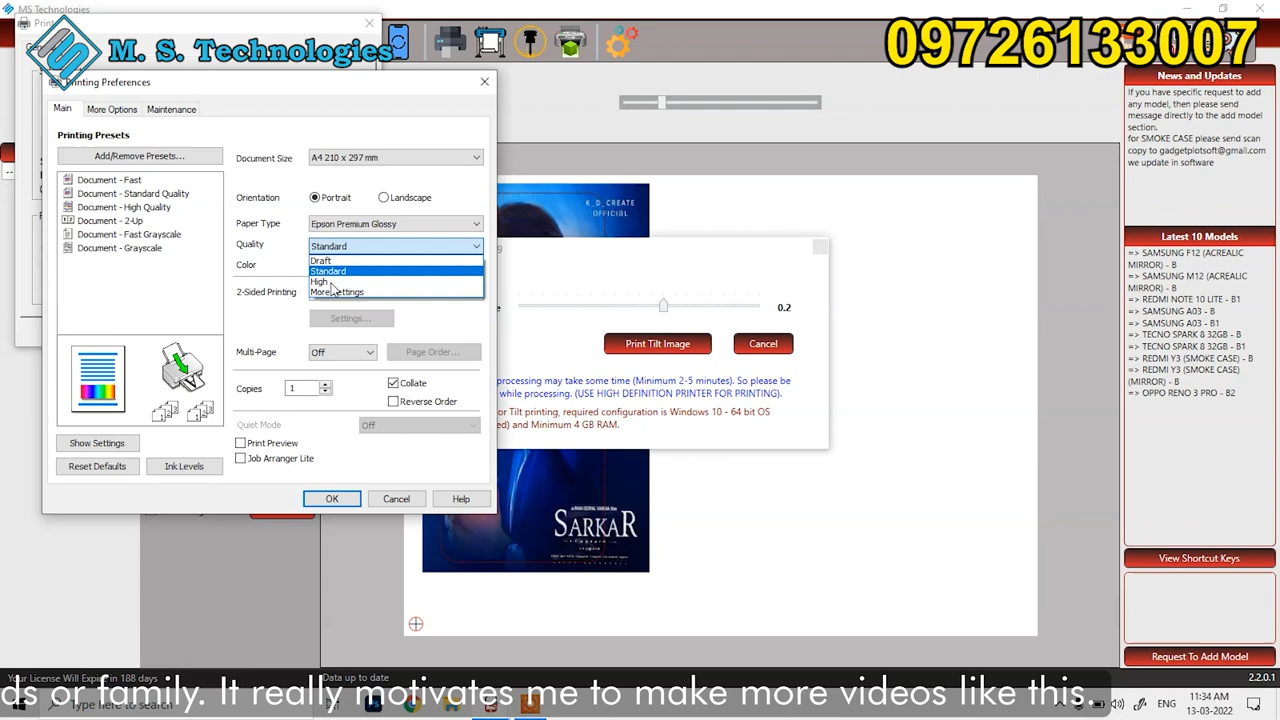 MS Technologies
M. S. Technologies
09726133007
Printing Preferences
Main
More Options
Maintenance
Printing Presets
Add/Remove Presets...
Document - Fast
Document - Standard Quality
Document - High Quality
Document - 2-Up
Document - Fast Grayscale
Document - Grayscale
Show Settings
Reset Defaults
Ink Levels
Document Size
A4 210 x 297 mm
Orientation
Portrait
Landscape
Paper Type
Epson Premium Glossy
Quality
Standard
Draft
Standard
High
More Settings
Color
2-Sided Printing
Settings...
Multi-Page
Off
Page Order...
Copies
1
Collate
Reverse Order
Quiet Mode
Off
Print Preview
Job Arranger Lite
OK
Cancel
Help
K_D_CREATE
OFFICIAL
0.2
Print Tilt Image
Cancel
processing may take some time (Minimum 2-5 minutes). So please be
while processing. (USE HIGH DEFINITION PRINTER FOR PRINTING).
or Tilt printing, required configuration is Windows 10 - 64 bit OS
ed) and Minimum 4 GB RAM.
SARKAR
News and Updates
If you have specific request to add
any model, then please send
message directly to the add model
section.
for SMOKE CASE please send scan
copy to gadgetplotsoft@gmail.com
we update in software
Latest 10 Models
=> SAMSUNG F12 (ACREALIC
MIRROR) - B
=> SAMSUNG M12 (ACREALIC
MIRROR) - B
=> REDMI NOTE 10 LITE - B1
=> SAMSUNG A03 - B
=> SAMSUNG A03 - B1
=> TECNO SPARK 8 32GB - B
=> TECNO SPARK 8 32GB - B1
=> REDMI Y3 (SMOKE CASE) - B
=> REDMI Y3 (SMOKE CASE)
(MIRROR) - B
=> OPPO RENO 3 PRO - B2
View Shortcut Keys
Request To Add Model
Your License Will Expire in 188 days
Data up to date
2.2.0.1
ds or family. It really motivates me to make more videos like this.
Type here to search
ENG
11:34 AM
13-03-2022